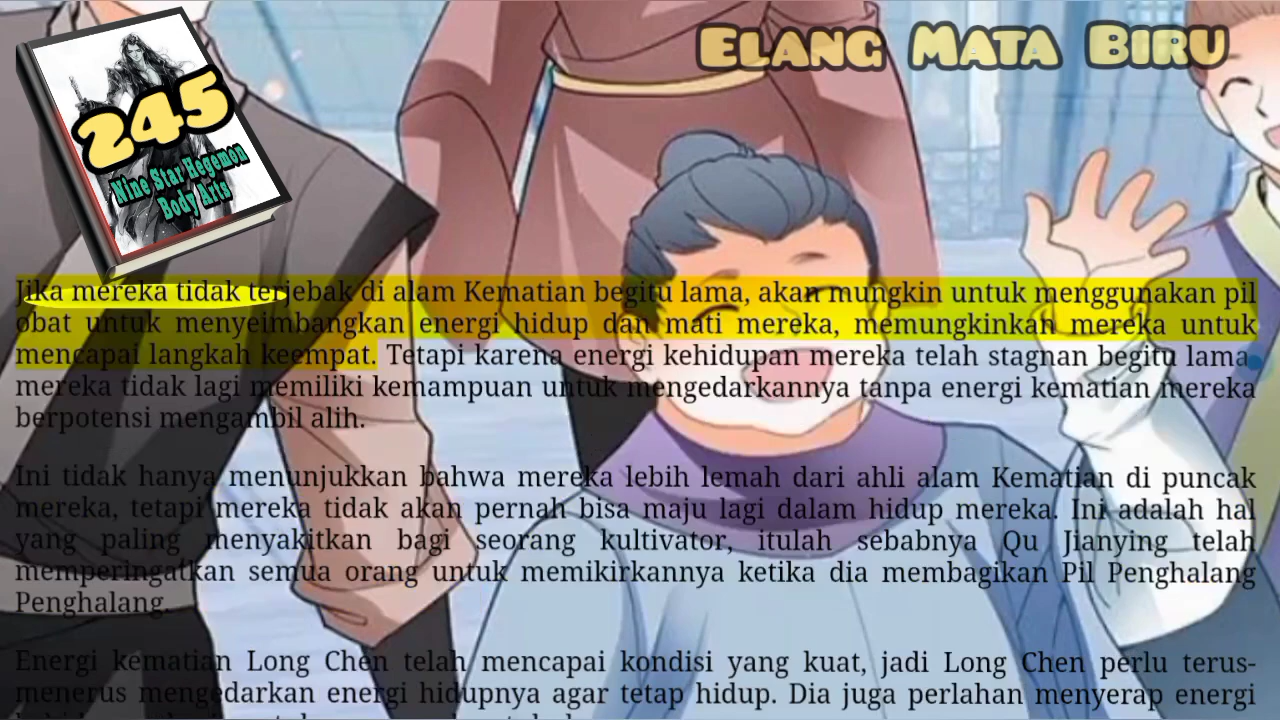 ELANG MATA BIRU
245
Nine Star Hegemon
Body Arts
Jika mereka tidak terjebak di alam Kematian begitu lama, akan mungkin untuk menggunakan pil
obat untuk menyeimbangkan energi hidup dan mati mereka, memungkinkan mereka untuk
mencapai langkah keempat. Tetapi karena energi kehidupan mereka telah stagnan begitu lama
mereka tidak lagi memiliki kemampuan untuk mengedarkannya tanpa energi kematian mereka
berpotensi mengambil alih.
Ini tidak hanya menunjukkan bahwa mereka lebih lemah dari ahli alam Kematian di puncak
mereka, tetapi mereka tidak akan pernah bisa maju lagi dalam hidup mereka. Ini adalah hal
yang paling menyakitkan bagi seorang kultivator, itulah sebabnya Qu Jianying telah
memperingatkan semua orang untuk memikirkannya ketika dia membagikan Pil Penghalang
Penghalang.
Energi kematian Long Chen telah mencapai kondisi yang kuat, jadi Long Chen perlu terus-
menerus mengedarkan energi hidupnya agar tetap hidup. Dia juga perlahan menyerap energi